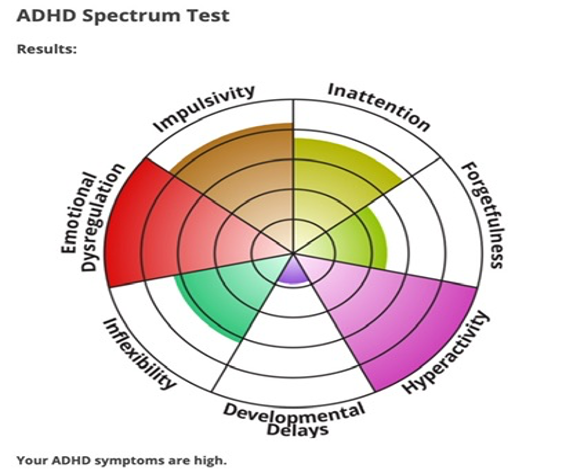 ADHD Spectrum Test
Results:
Impulsivity
Inattention
Emotional
Dysregulation
Forgetfulness
Inflexibility
Hyperactivity
Developmental
Delays
Your ADHD symptoms are high.